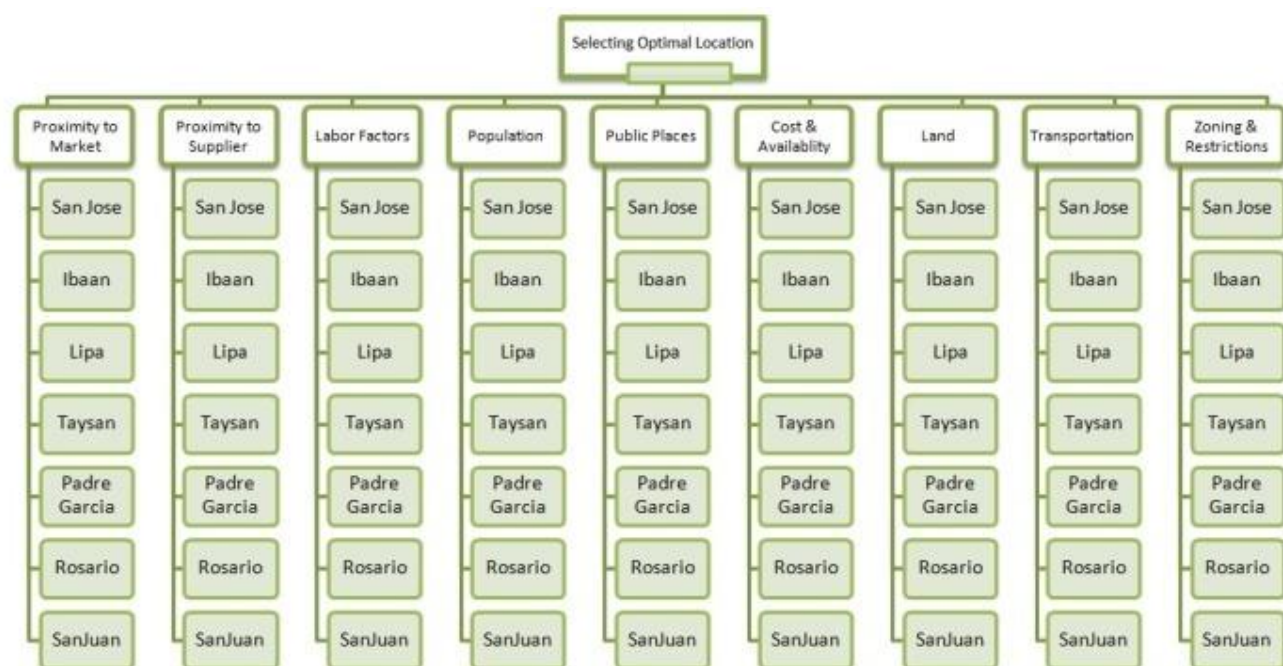 Selecting Optimal Location
Proximity to
Market
Proximity to
Supplier
Labor Factors
Population
Public Places
Cost &
Availablity
Land
Transportation
Zoning &
Restrictions
San Jose
San Jose
San Jose
San Jose
San Jose
San Jose
San Jose
San Jose
San Jose
Ibaan
Ibaan
Ibaan
Ibaan
Ibaan
Ibaan
Ibaan
Ibaan
Ibaan
Lipa
Lipa
Lipa
Lipa
Lipa
Lipa
Lipa
Lipa
Lipa
Taysan
Taysan
Taysan
Taysan
Taysan
Taysan
Taysan
Taysan
Taysan
Padre
Garcia
Padre
Garcia
Padre
Garcia
Padre
Garcia
Padre
Garcia
Padre
Garcia
Padre
Garcia
Padre
Garcia
Padre
Garcia
Rosario
Rosario
Rosario
Rosario
Rosario
Rosario
Rosario
Rosario
Rosario
SanJuan
SanJuan
SanJuan
SanJuan
SanJuan
SanJuan
SanJuan
SanJuan
SanJuan